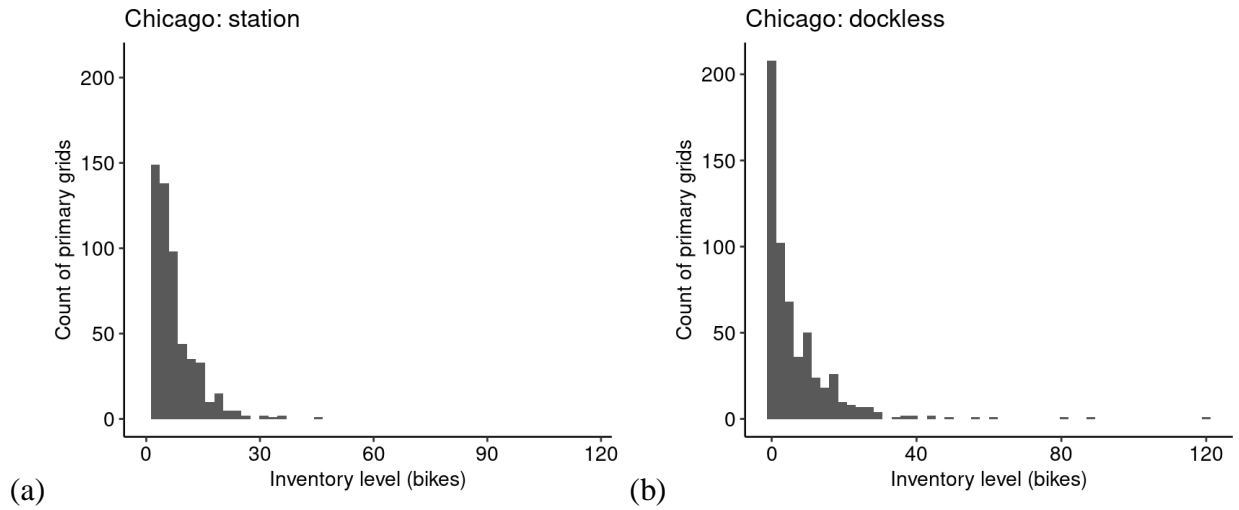 Chicago: station
200
150
100
50
0
Count of primary grids
0 30 60 90 120
Inventory level (bikes)
(a)
Chicago: dockless
200
150
100
50
0
Count of primary grids
0 40 80 120
Inventory level (bikes)
(b)